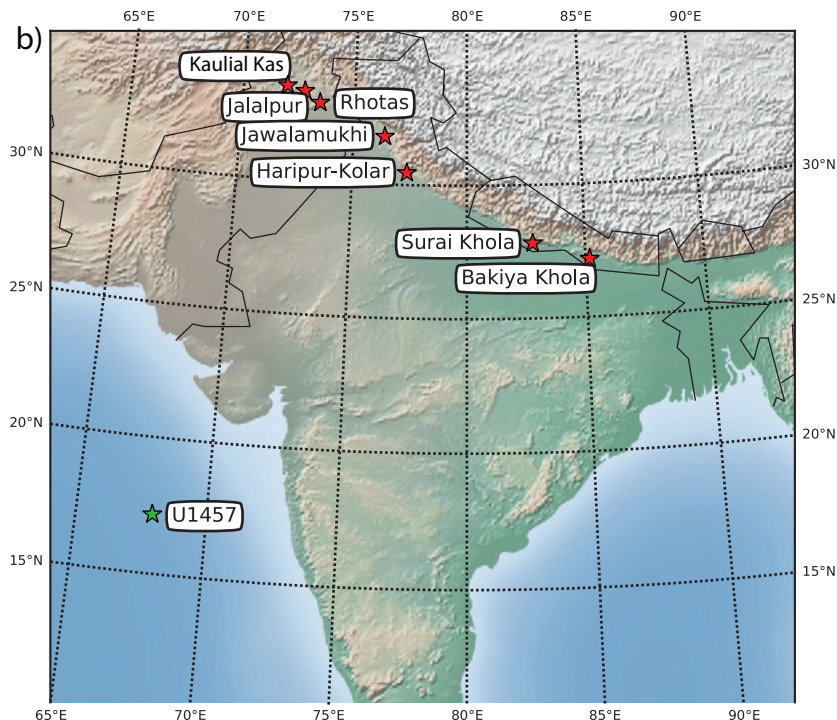 65°E 70°E 75°E 80°E 85°E 90°E
b)
Kaulial Kas
Jalalpur
Rhotas
Jawalamukhi
30°N
30°N
Haripur-Kolar
Surai Khola
Bakiya Khola
25°N
25°N
20°N
20°N
U1457
15°N
15°N
65°E 70°E 75°E 80°E 85°E 90°E